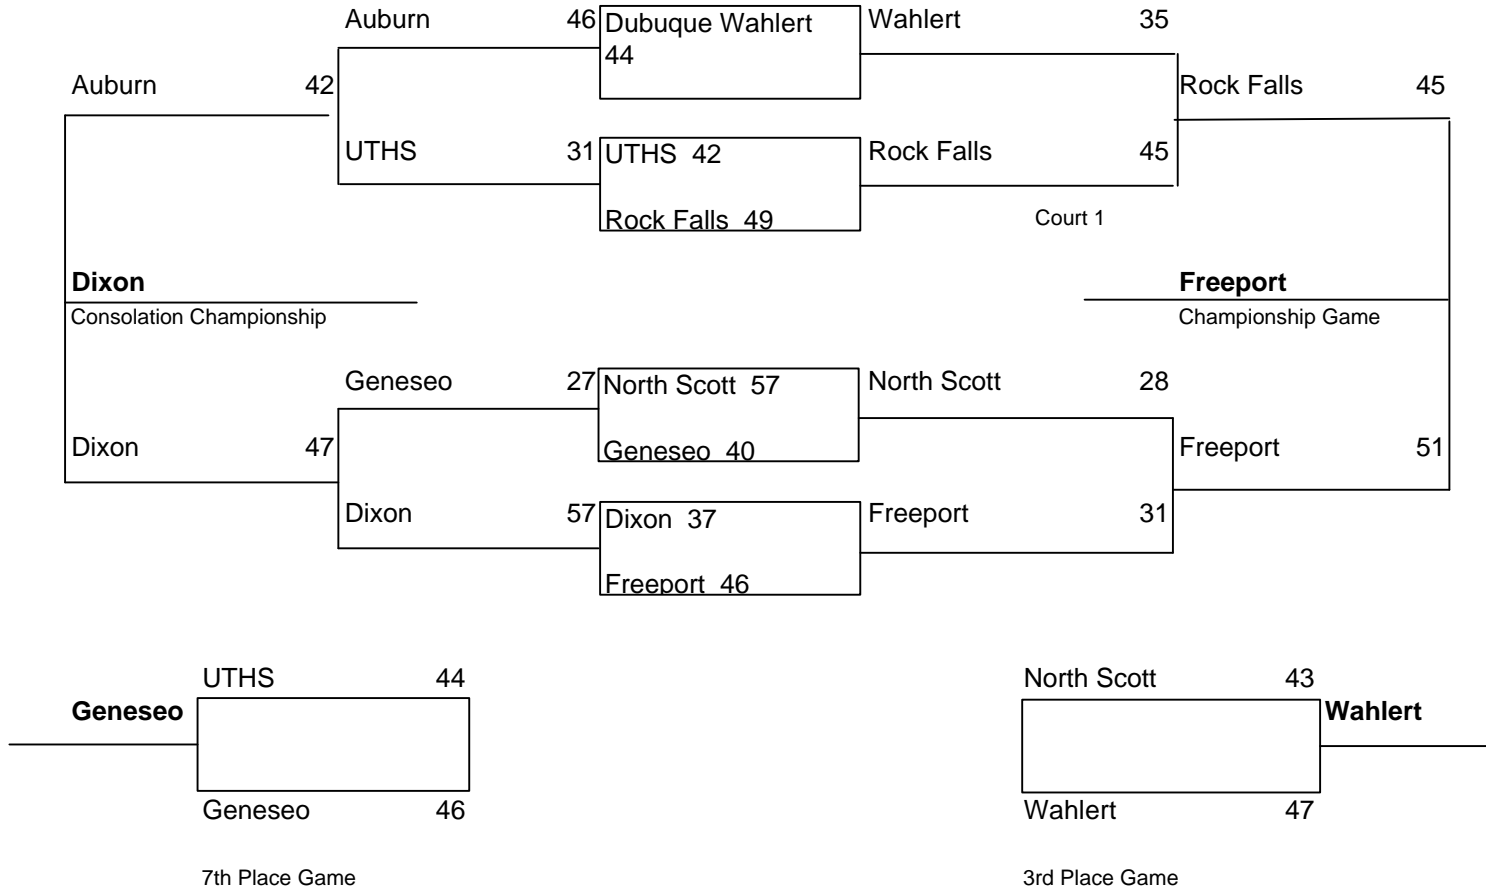 Auburn 46 Dubuque Wahlert Wahlert 35
44
Auburn 42 Rock Falls 45
UTHS 31 UTHS 42 Rock Falls 45
Rock Falls 49 Court 1
Dixon Freeport
Consolation Championship Championship Game
Geneseo 27 North Scott 57 North Scott 28
Dixon 47 Geneseo 40 Freeport 51
Dixon 57 Dixon 37 Freeport 31
Freeport 46
UTHS 44 North Scott 43
Geneseo Wahlert
Geneseo 46 Wahlert 47
7th Place Game 3rd Place Game